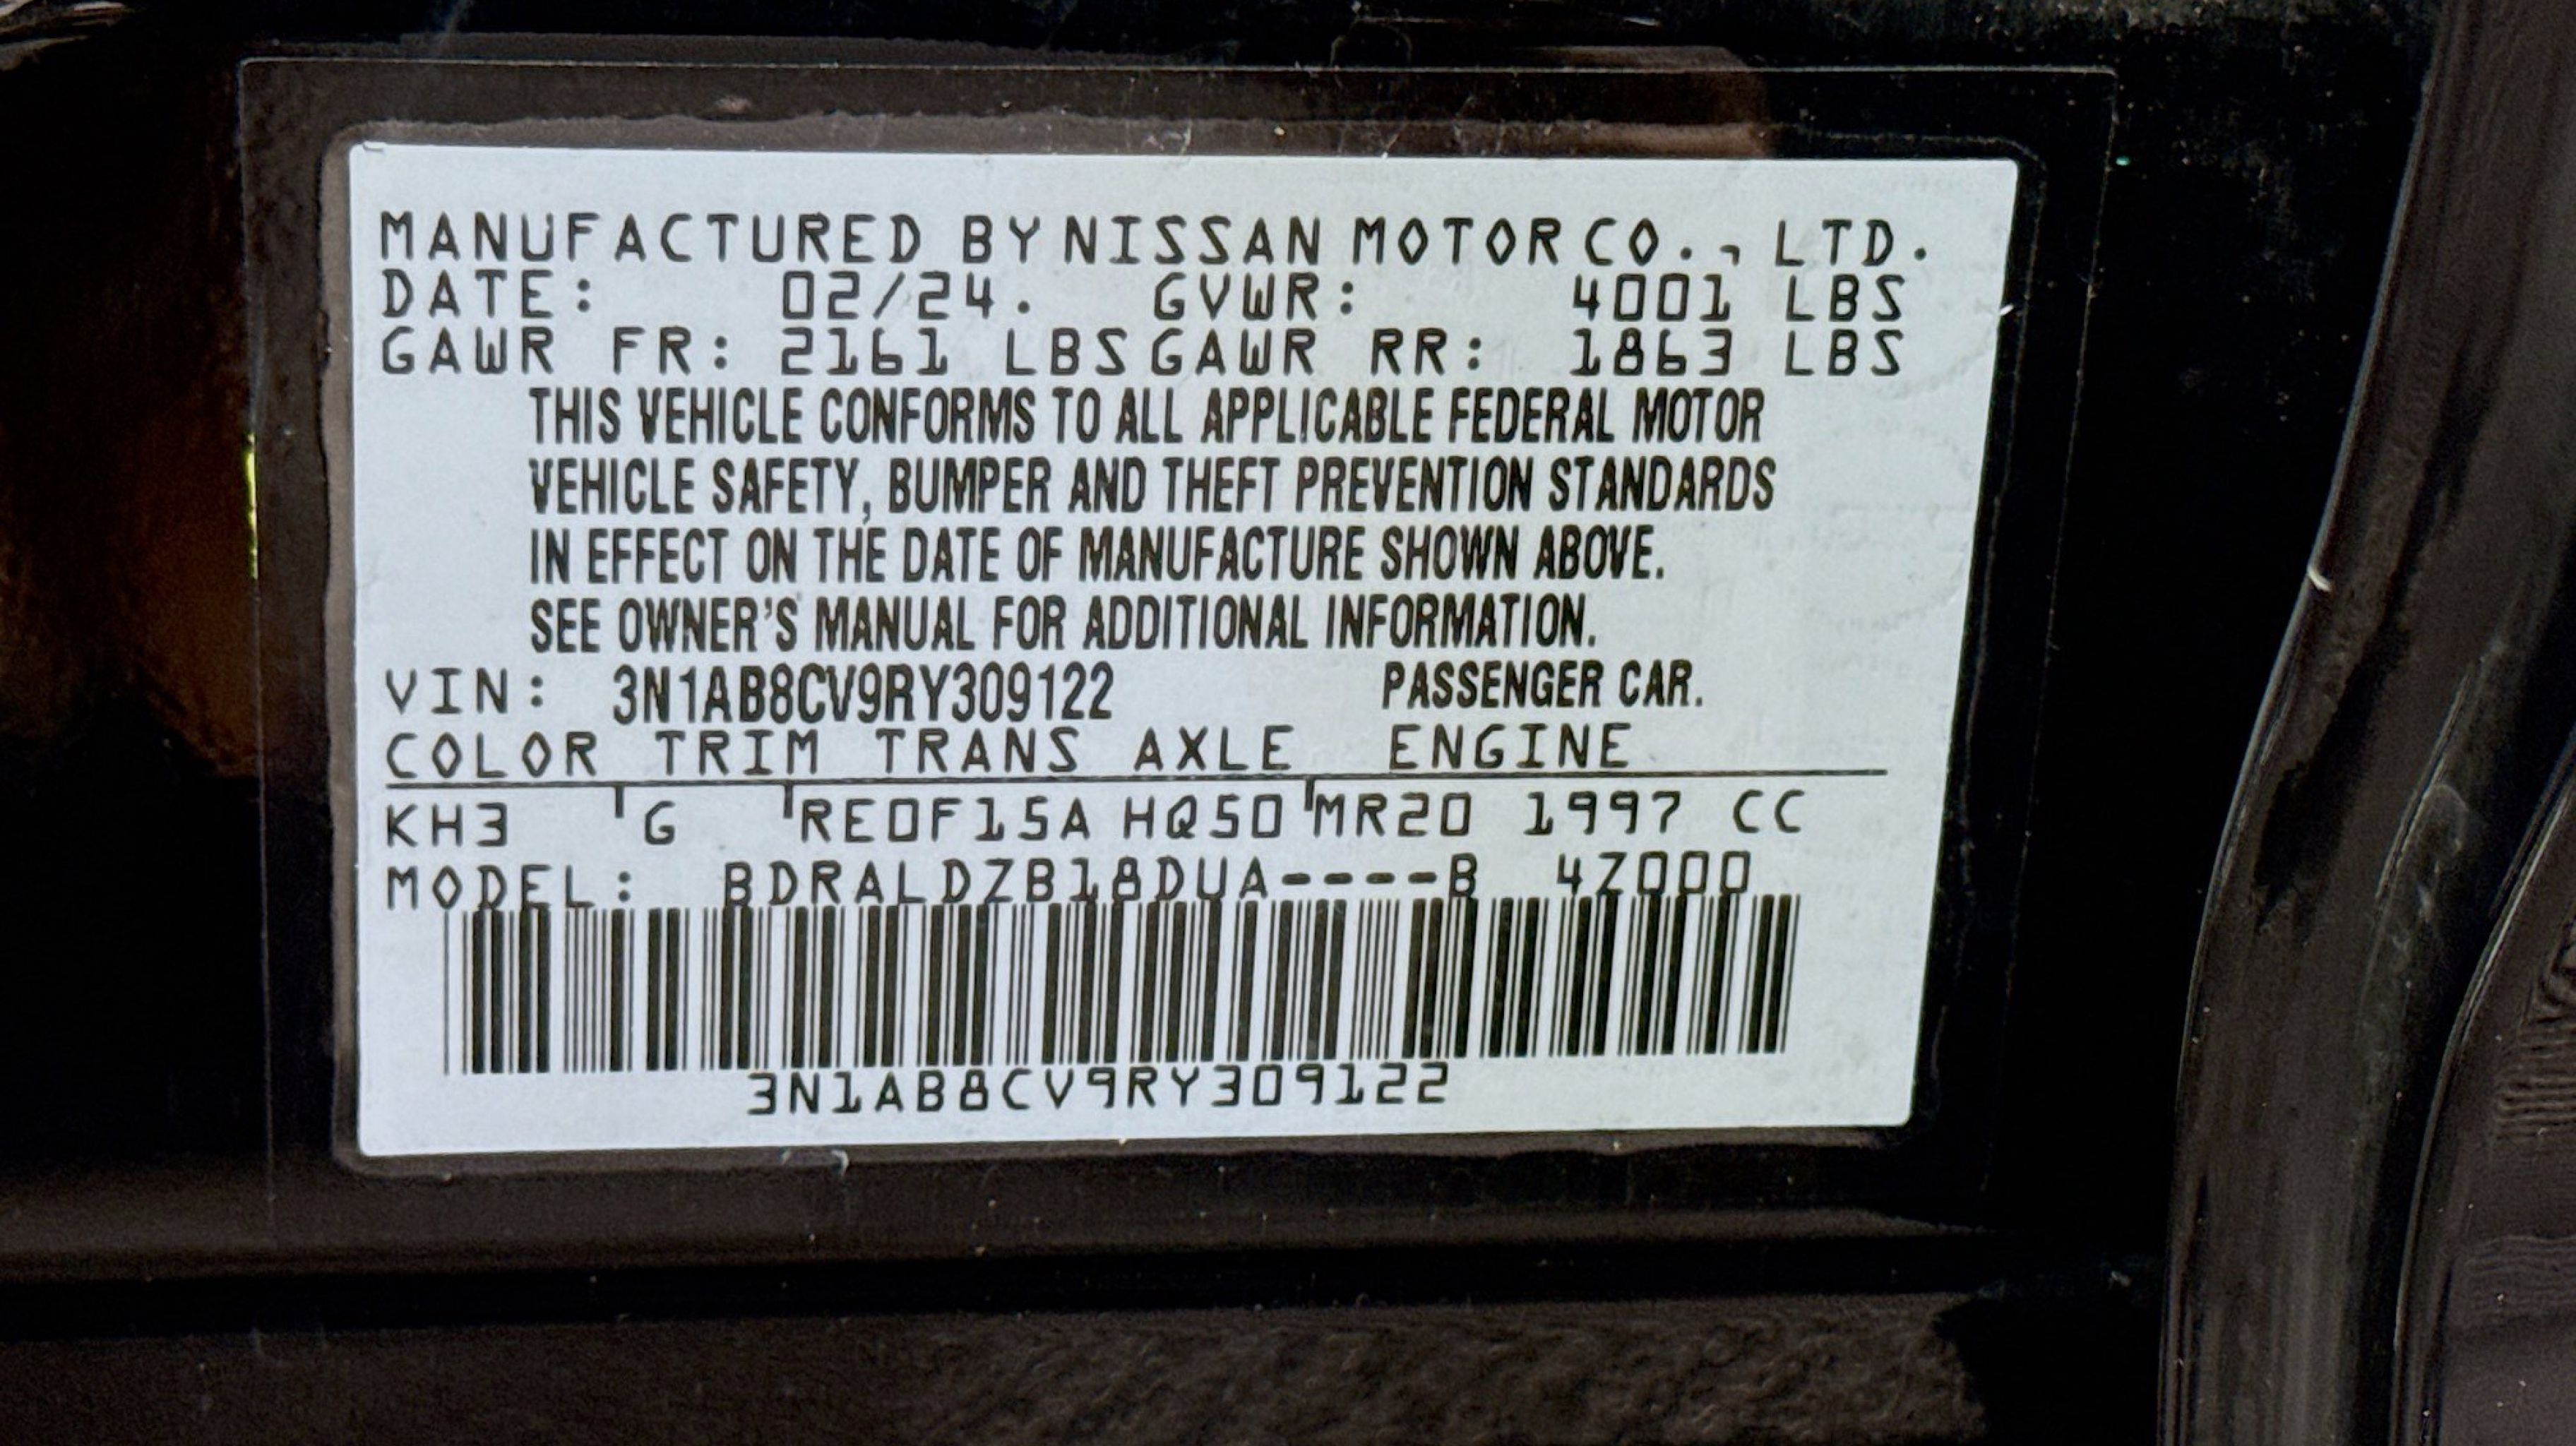 MANUFACTURED BY NISSAN MOTOR CO., LTD.
DATE: 02/24. GVWR: 4001 LBS
GAWR FR: 2161 LBS GAWR RR: 1863 LBS
THIS VEHICLE CONFORMS TO ALL APPLICABLE FEDERAL MOTOR
VEHICLE SAFETY, BUMPER AND THEFT PREVENTION STANDARDS
IN EFFECT ON THE DATE OF MANUFACTURE SHOWN ABOVE.
SEE OWNER'S MANUAL FOR ADDITIONAL INFORMATION.
VIN: 3N1AB8CV9RY309122 PASSENGER CAR.
COLOR TRIM TRANS AXLE ENGINE
KH3 G RE0F15A HQ50 MR20 1997 CC
MODEL: BDRALDZB18DUA----B 4Z000
3N1AB8CV9RY309122